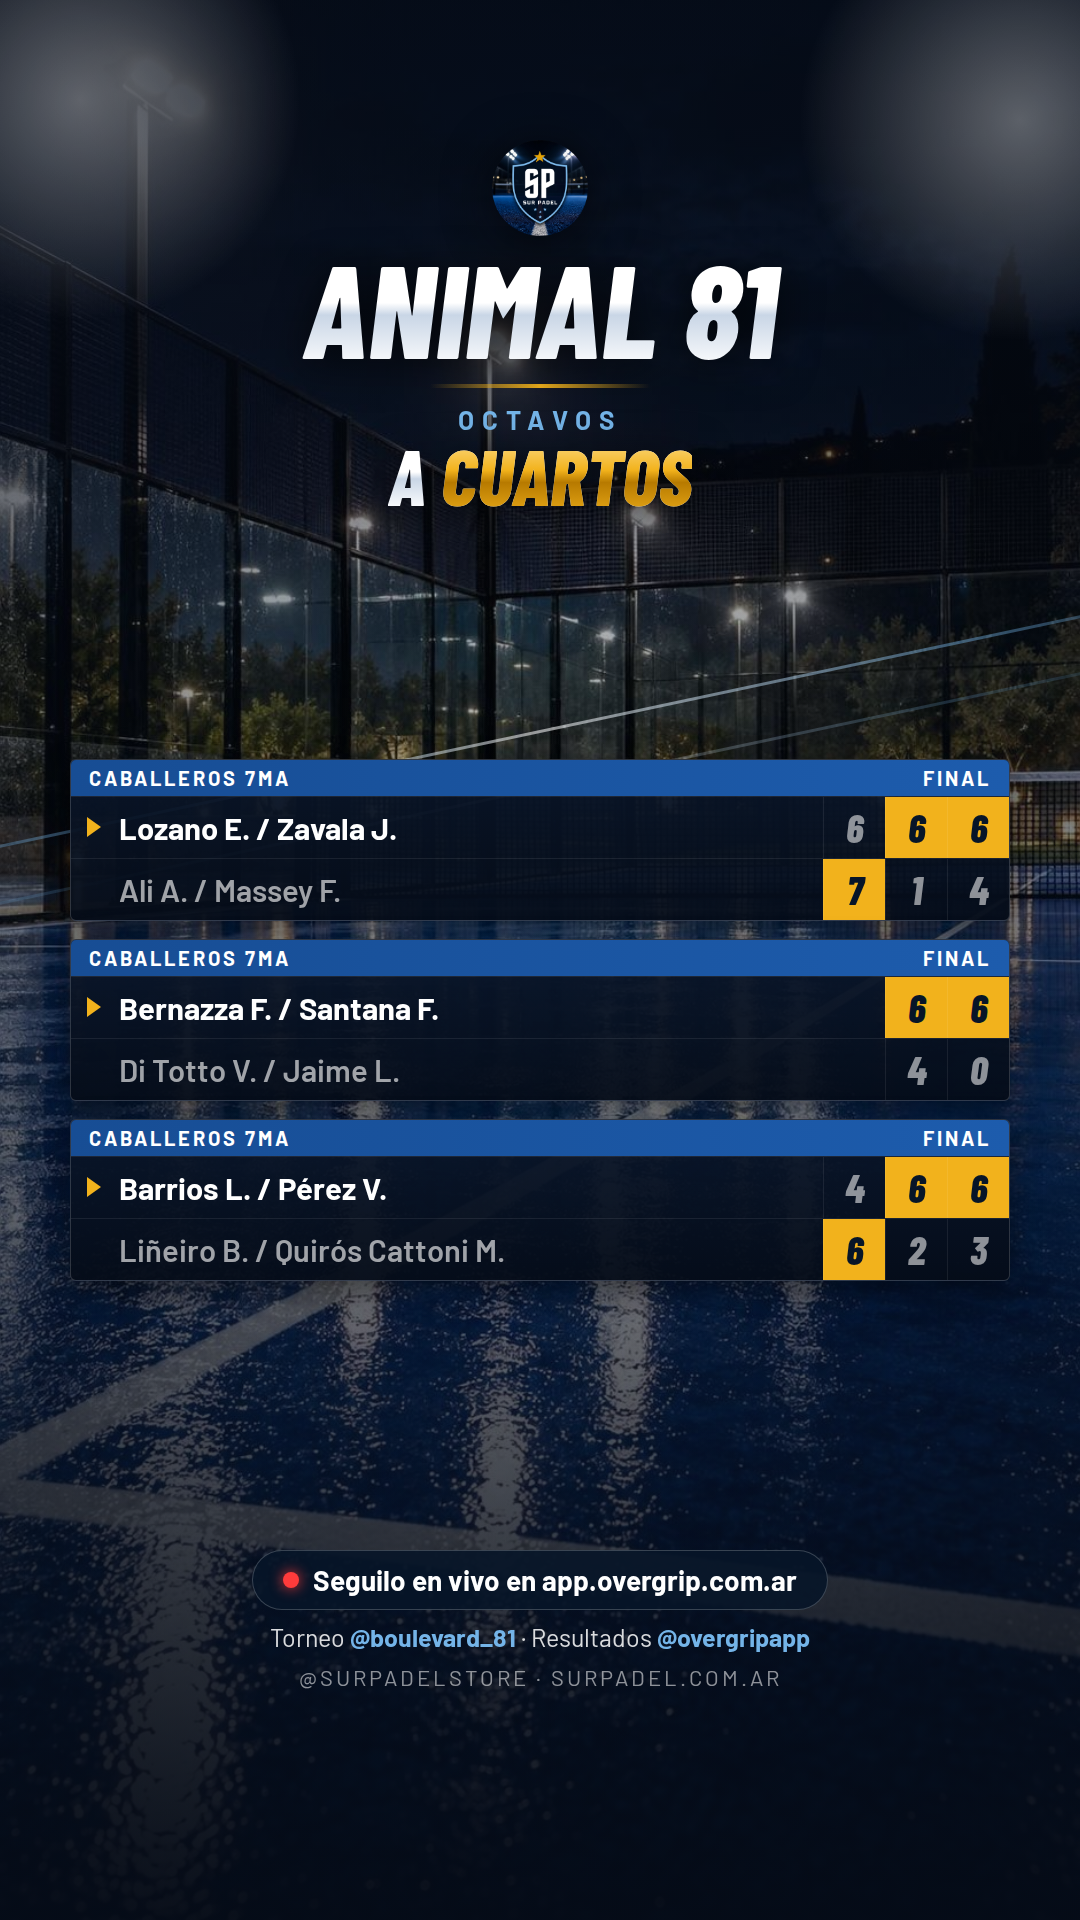 SP
SUR PADEL
ANIMAL 81
OCTAVOS
A CUARTOS
CABALLEROS 7MA FINAL
Lozano E. / Zavala J. 6 6 6
Ali A. / Massey F. 7 1 4
CABALLEROS 7MA FINAL
Bernazza F. / Santana F. 6 6
Di Totto V. / Jaime L. 4 0
CABALLEROS 7MA FINAL
Barrios L. / Pérez V. 4 6 6
Liñeiro B. / Quirós Cattoni M. 6 2 3
Seguilo en vivo en app.overgrip.com.ar
Torneo @boulevard_81 · Resultados @overgripapp
@SURPADELSTORE · SURPADEL.COM.AR